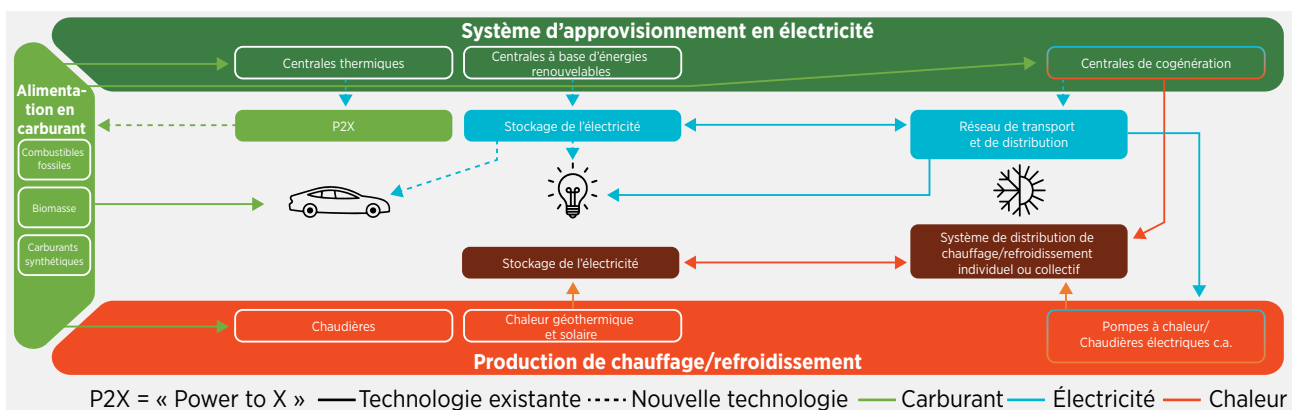 Système d'approvisionnement en électricité
Centrales thermiques
Centrales à base d'énergies
renouvelables
Centrales de cogénération
Alimenta-
tion en
carburant
Combustibles
fossiles
Biomasse
Carburants
synthétiques
P2X
Stockage de l'électricité
Réseau de transport
et de distribution
Stockage de l'électricité
Système de distribution de
chauffage/refroidissement
individuel ou collectif
Chaudières
Chaleur géothermique
et solaire
Pompes à chaleur/
Chaudières électriques c.a.
Production de chauffage/refroidissement
P2X = « Power to X » Technologie existante Nouvelle technologie Carburant Électricité Chaleur